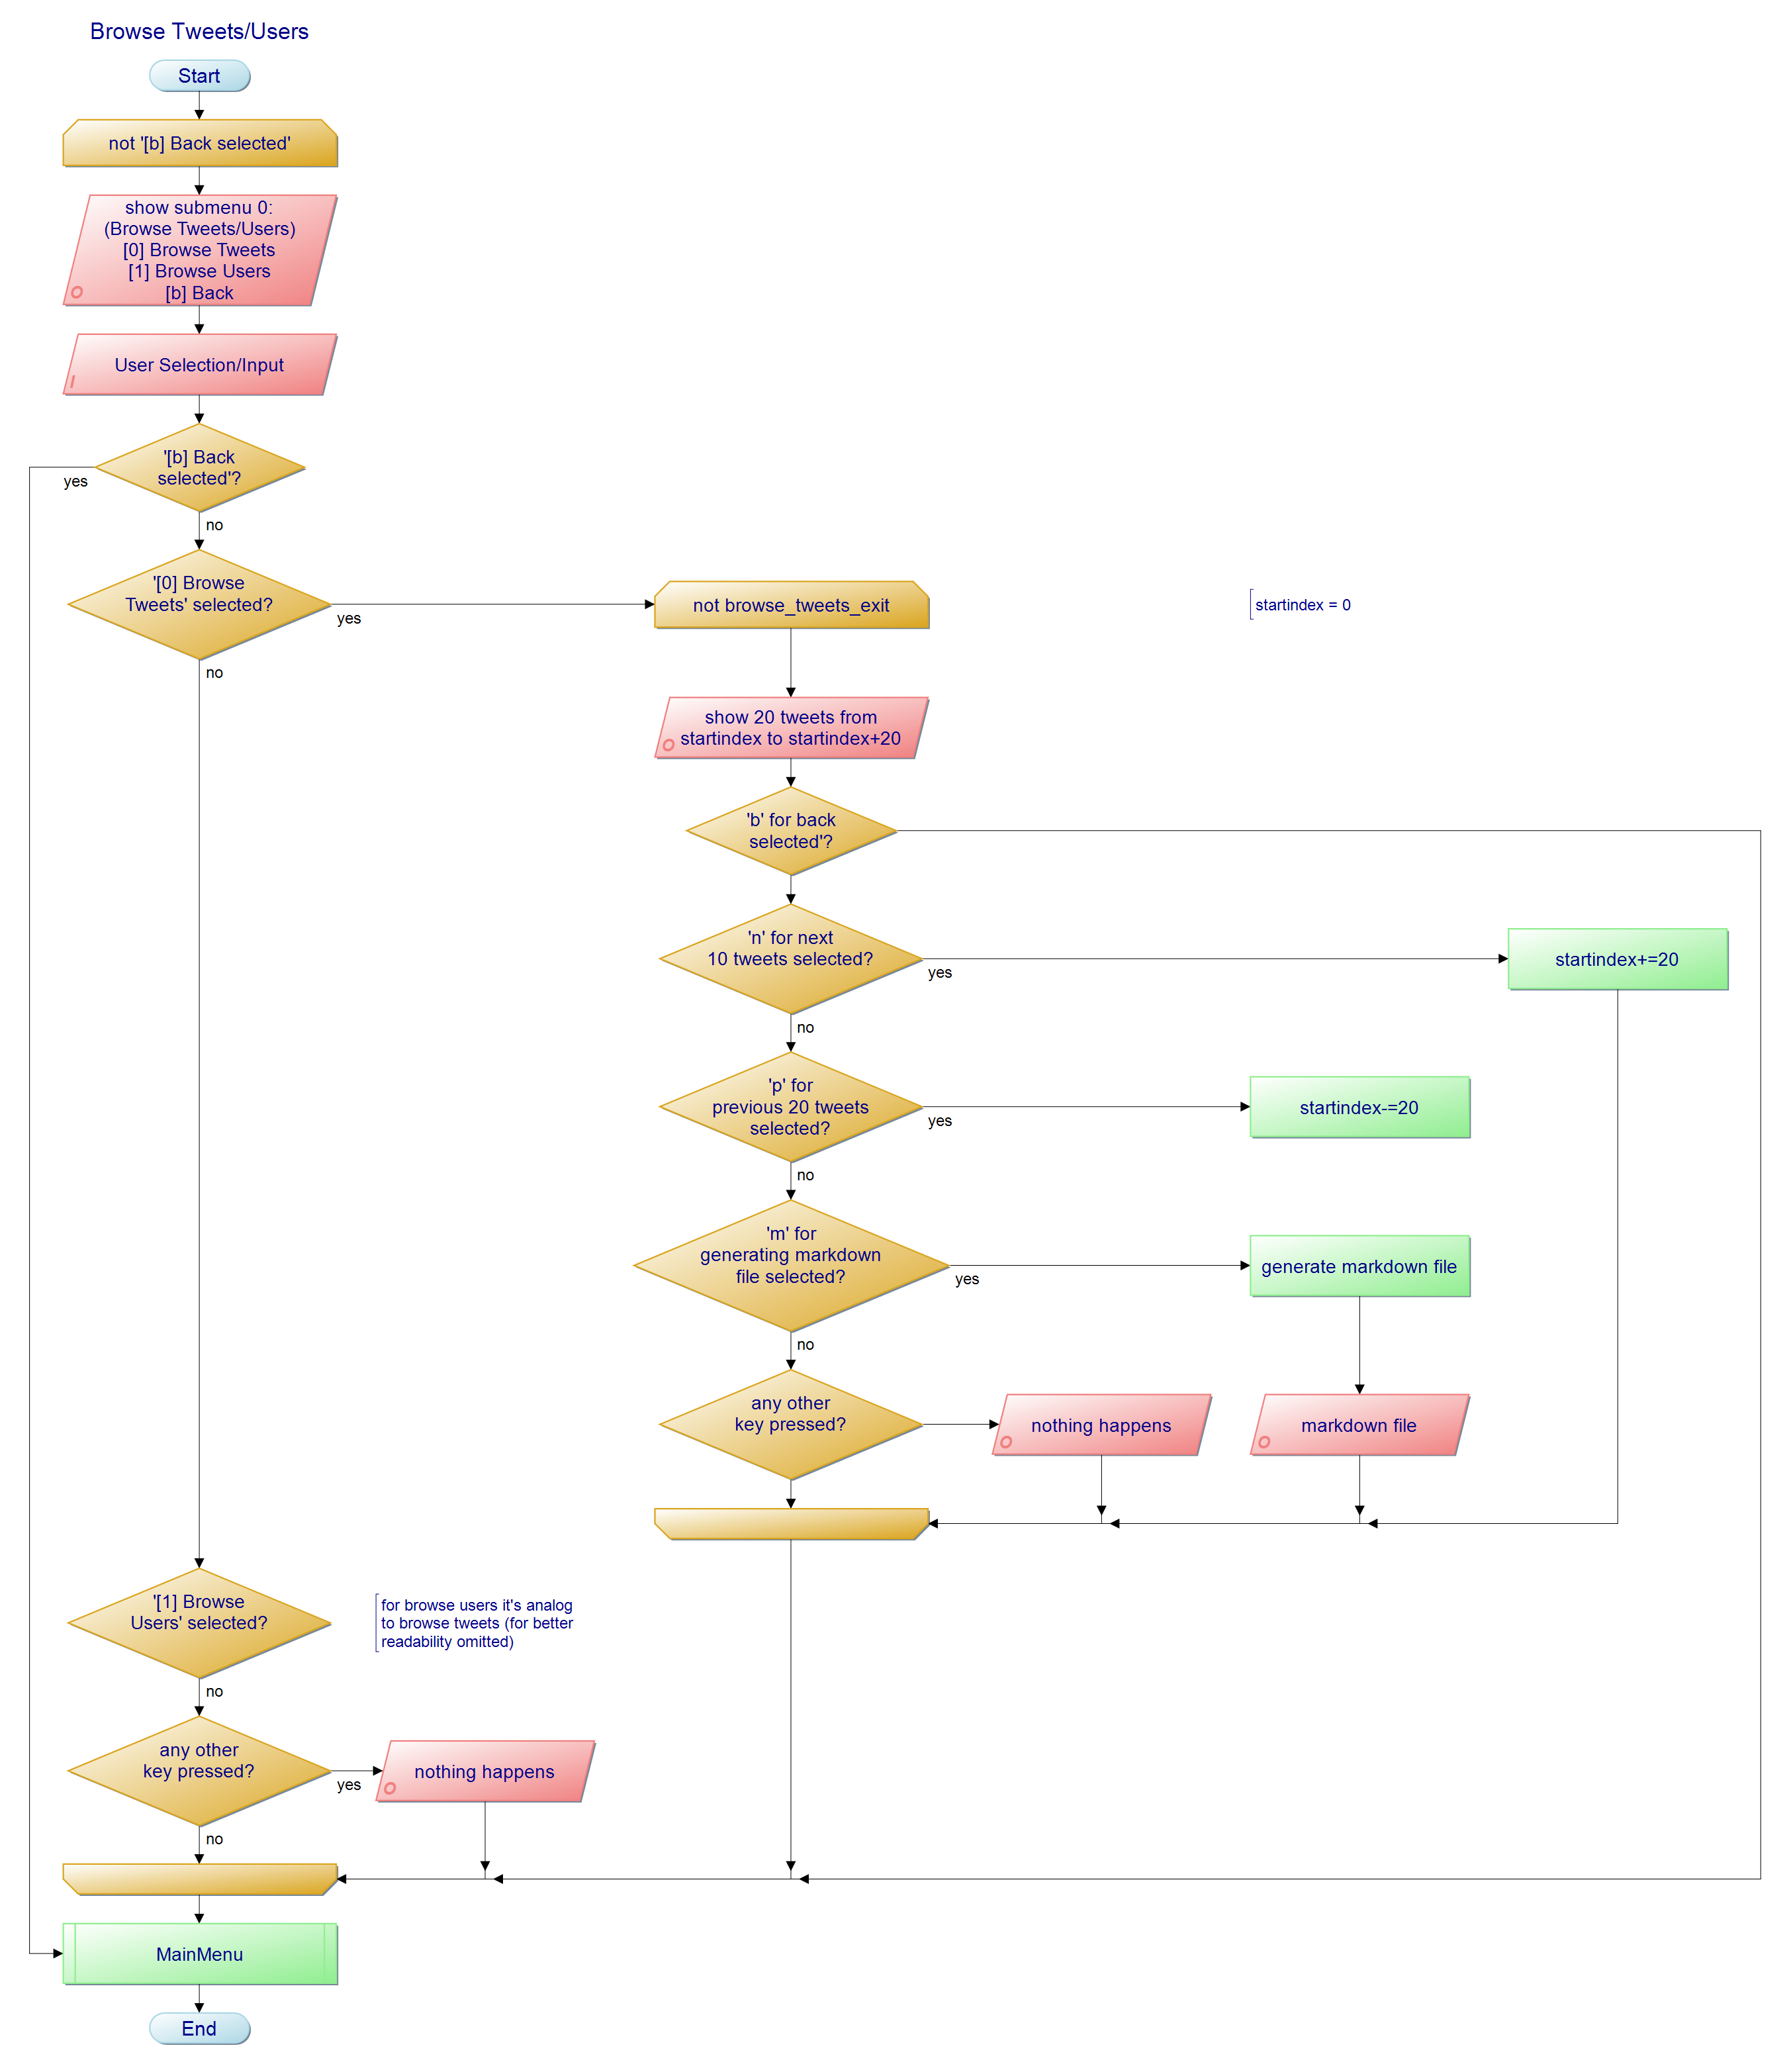 Browse Tweets/Users
Start
not '[b] Back selected'
show submenu 0:
(Browse Tweets/Users)
[0] Browse Tweets
[1] Browse Users
[b] Back
O
User Selection/Input
I
'[b] Back
selected'?
yes
no
'[0] Browse
Tweets' selected?
yes
no
not browse_tweets_exit
startindex = 0
show 20 tweets from
startindex to startindex+20
O
'b' for back
selected'?
'n' for next
10 tweets selected?
yes
no
startindex+=20
'p' for
previous 20 tweets
selected?
yes
no
startindex-=20
'm' for
generating markdown
file selected?
yes
no
generate markdown file
any other
key pressed?
nothing happens
O
markdown file
O
'[1] Browse
Users' selected?
no
for browse users it's analog
to browse tweets (for better
readability omitted)
any other
key pressed?
yes
no
nothing happens
O
MainMenu
End